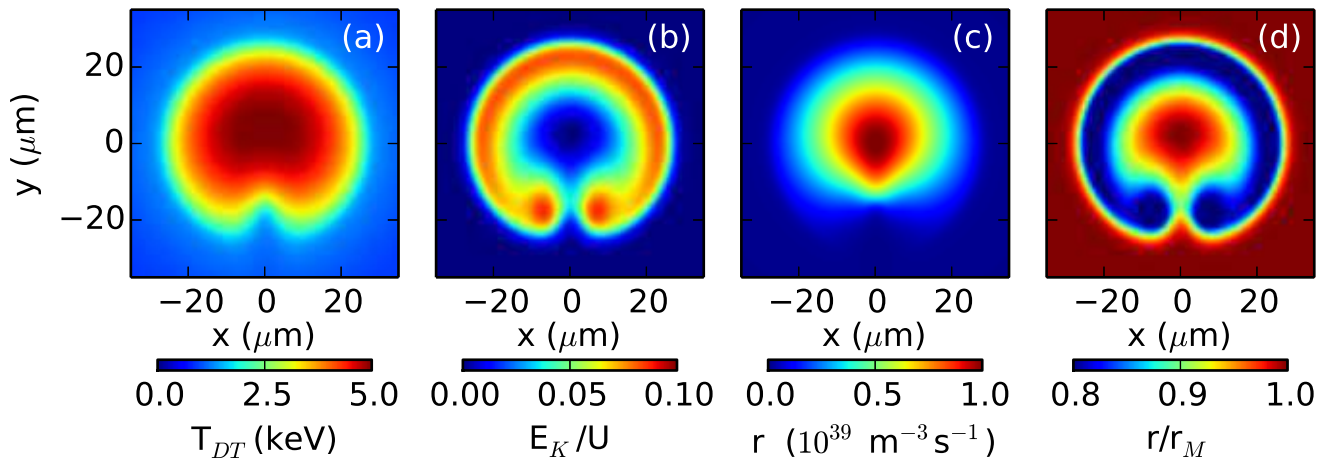 (a) (b) (c) (d)
20
0
−20
y (μm)
−20 0 20 −20 0 20 −20 0 20 −20 0 20
x (μm) x (μm) x (μm) x (μm)
0.0 2.5 5.0 0.00 0.05 0.10 0.0 0.5 1.0 0.8 0.9 1.0
T_DT (keV) E_K/U r (10^39 m^−3 s^−1) r/r_M